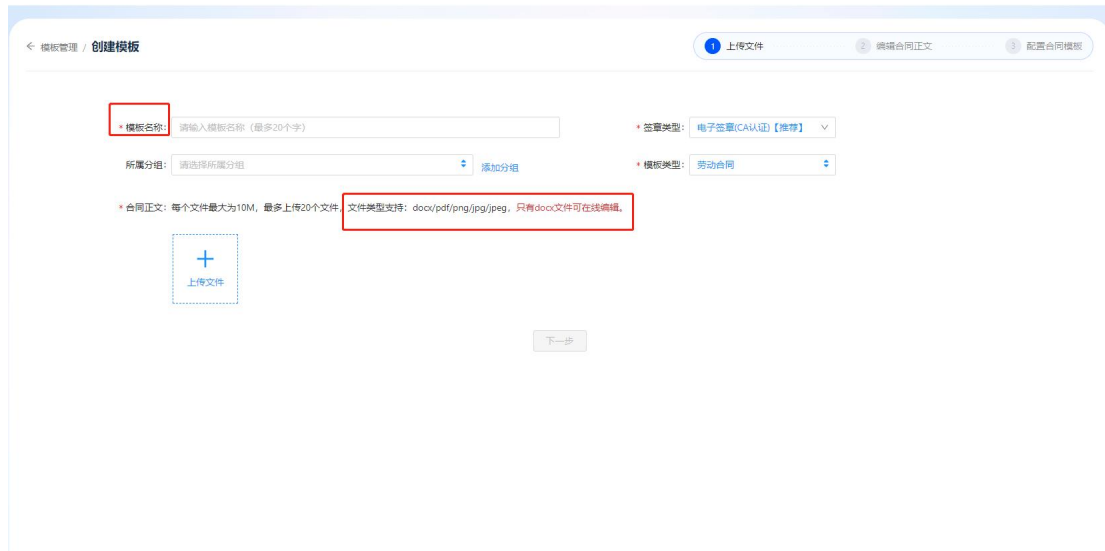 ← 模板管理 / 创建模板
1 上传文件 2 编辑合同正文 3 配置合同模板
* 模板名称: 请输入模板名称（最多20个字） * 签章类型: 电子签章(CA认证)【推荐】
所属分组: 请选择所属分组 添加分组 * 模板类型: 劳动合同
* 合同正文: 每个文件最大为10M，最多上传20个文件，文件类型支持：docx/pdf/png/jpg/jpeg，只有docx文件可在线编辑。
上传文件
下一步